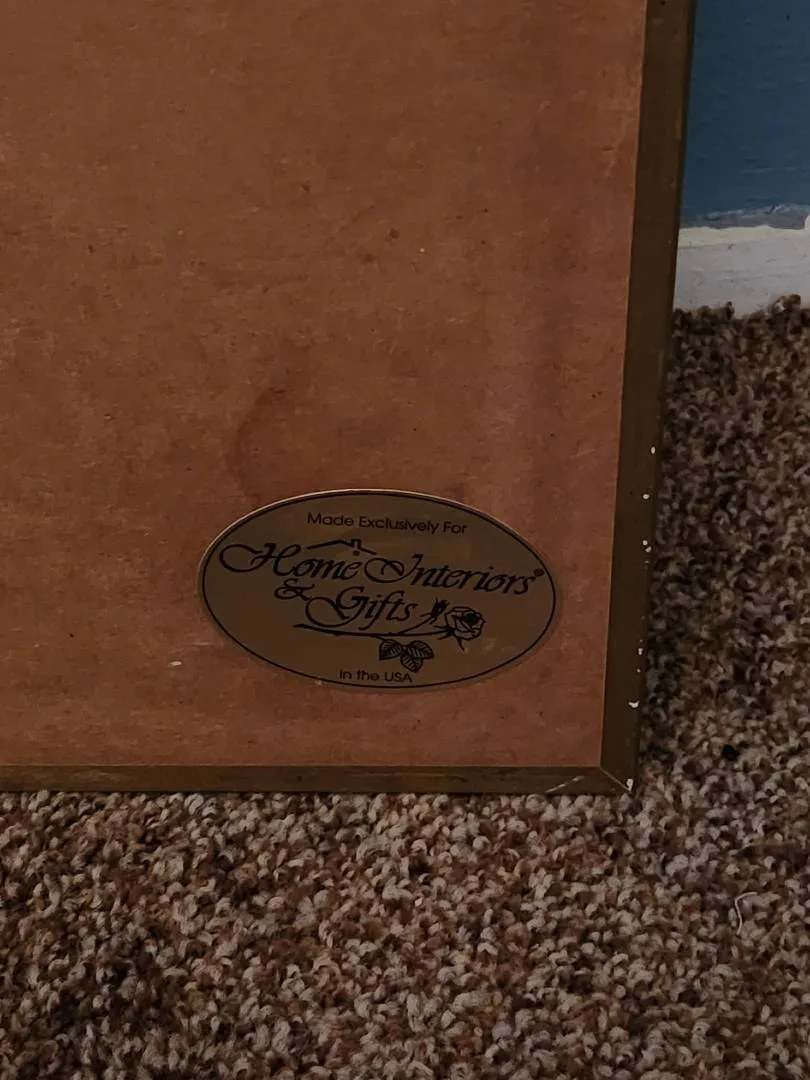 Made Exclusively For
Home Interiors®
& Gifts
In the USA